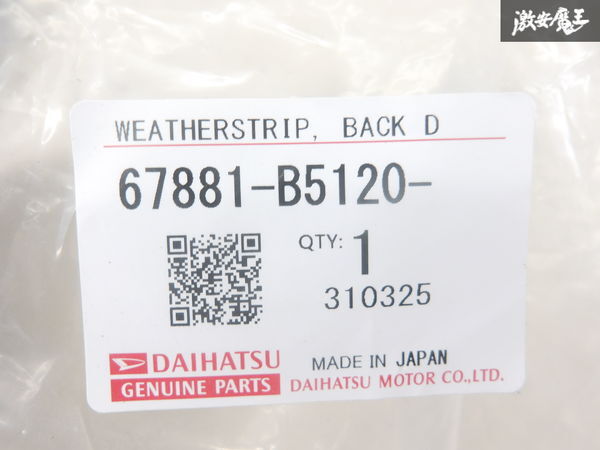 激安魔王
WEATHERSTRIP, BACK D
67881-B5120-
QTY: 1
310325
DAIHATSU
GENUINE PARTS
MADE IN JAPAN
DAIHATSU MOTOR CO.,LTD.